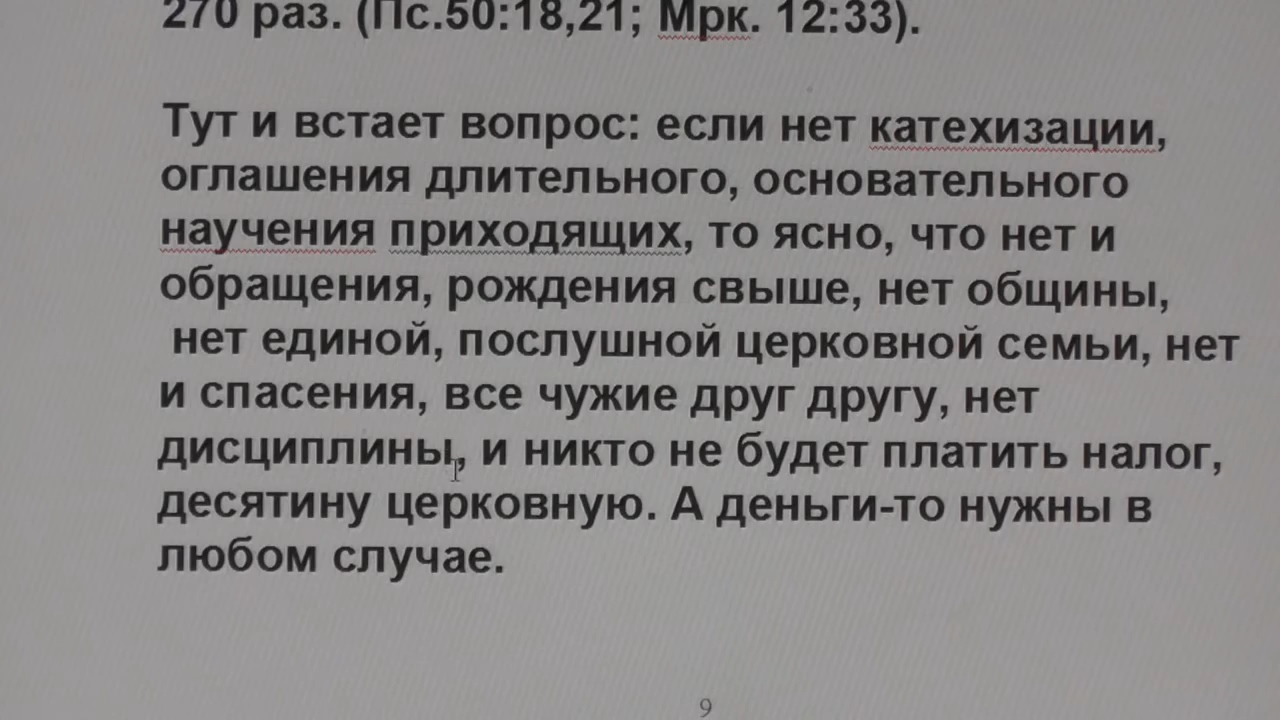 270 раз. (Пс.50:18,21; Мрк. 12:33).
Тут и встает вопрос: если нет катехизации,
оглашения длительного, основательного
научения приходящих, то ясно, что нет и
обращения, рождения свыше, нет общины,
нет единой, послушной церковной семьи, нет
и спасения, все чужие друг другу, нет
дисциплины, и никто не будет платить налог,
десятину церковную. А деньги-то нужны в
любом случае.
9